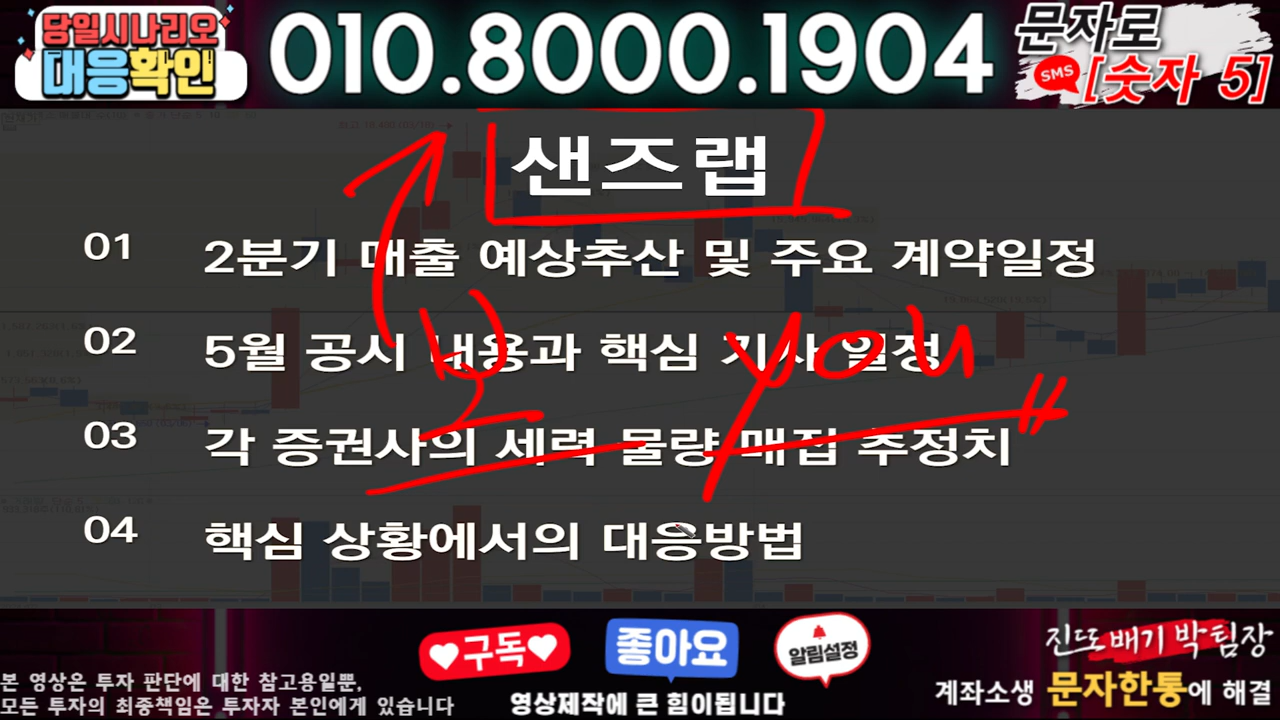 당일시나리오
대응확인
010.8000.1904
문자로
SMS
[숫자 5]
샌즈랩
01 2분기 매출 예상추산 및 주요 계약일정
02 5월 공시 내용과 핵심 기사 일정
03 각 증권사의 세력 물량 매집 추정치
04 핵심 상황에서의 대응방법
보 you
구독
좋아요
알림설정
영상제작에 큰 힘이됩니다
본 영상은 투자 판단에 대한 참고용일뿐,
모든 투자의 최종책임은 투자자 본인에게 있습니다
진또배기 박팀장
계좌소생 문자한통에 해결